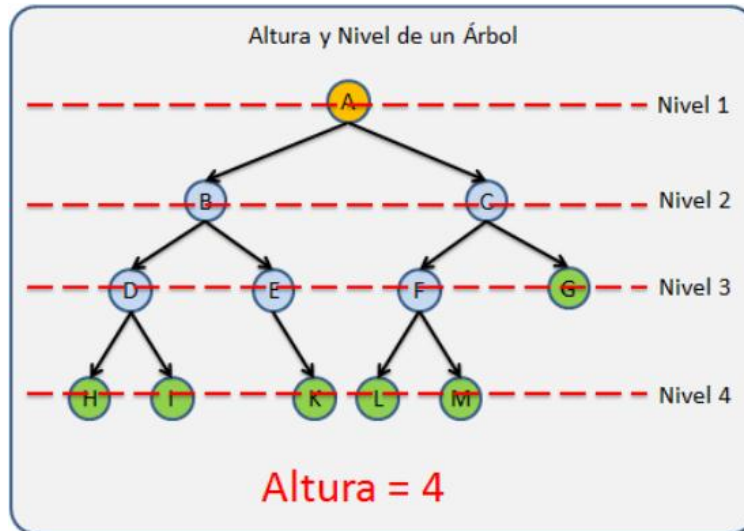 Altura y Nivel de un Árbol
A
Nivel 1
B
C
Nivel 2
D
E
F
G
Nivel 3
H
I
K
L
M
Nivel 4
Altura = 4